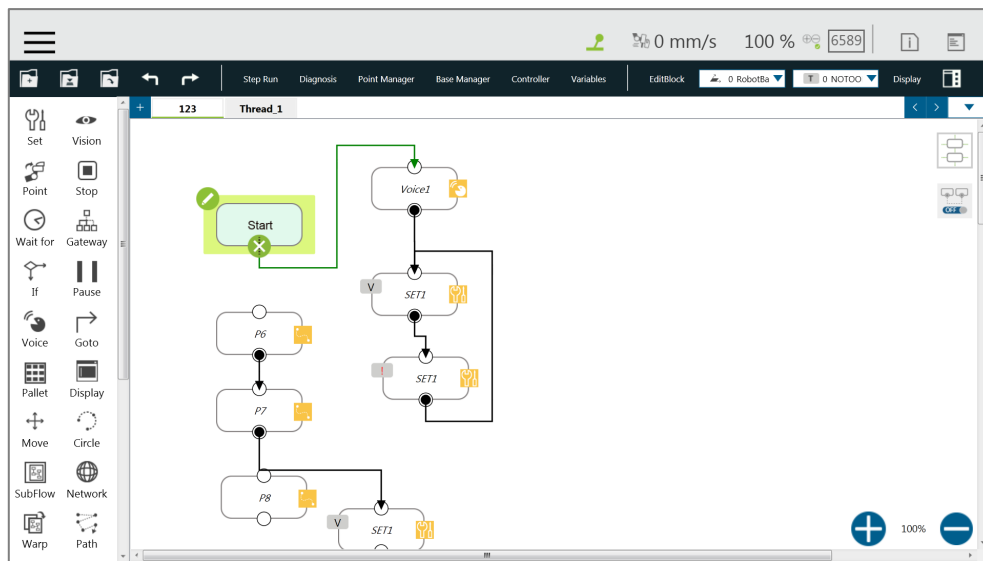 0 mm/s 100 % 6589
Step Run Diagnosis Point Manager Base Manager Controller Variables EditBlock 0 RobotBa T 0 NOTOO Display
+ 123 Thread_1
Set Vision
Point Stop
Wait for Gateway
If Pause
Voice Goto
Pallet Display
Move Circle
SubFlow Network
Warp Path
Voice1
Start
V
SET1
P6
!
SET1
P7
P8
V
SET1
OFF
100%